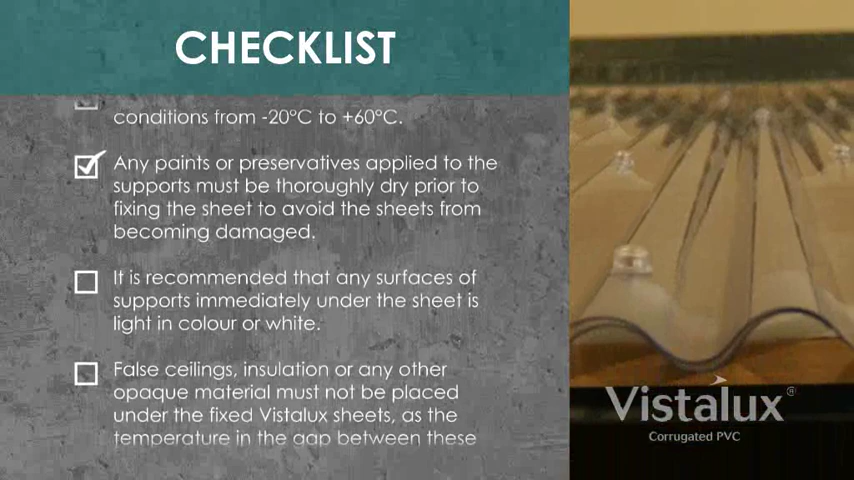 CHECKLIST
conditions from -20°C to +60°C.
Any paints or preservatives applied to the
supports must be thoroughly dry prior to
fixing the sheet to avoid the sheets from
becoming damaged.
It is recommended that any surfaces of
supports immediately under the sheet is
light in colour or white.
False ceilings, insulation or any other
opaque material must not be placed
under the fixed Vistalux sheets, as the
temperature in the gap between these
Vistalux®
Corrugated PVC